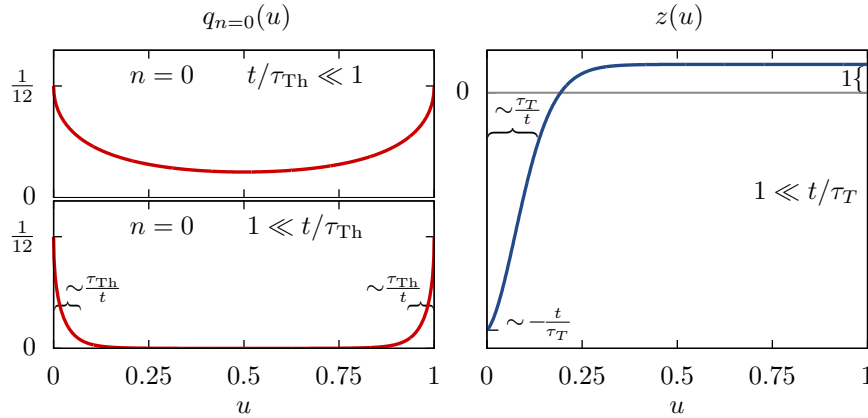 q_{n=0}(u)
z(u)
n = 0 t/τ_Th ≪ 1
1/12
0
n = 0 1 ≪ t/τ_Th
1/12
∼ τ_Th/t
∼ τ_Th/t
0
0 0.25 0.5 0.75 1
u
0
1{
∼ τ_T/t
1 ≪ t/τ_T
∼ − t/τ_T
0 0.25 0.5 0.75 1
u